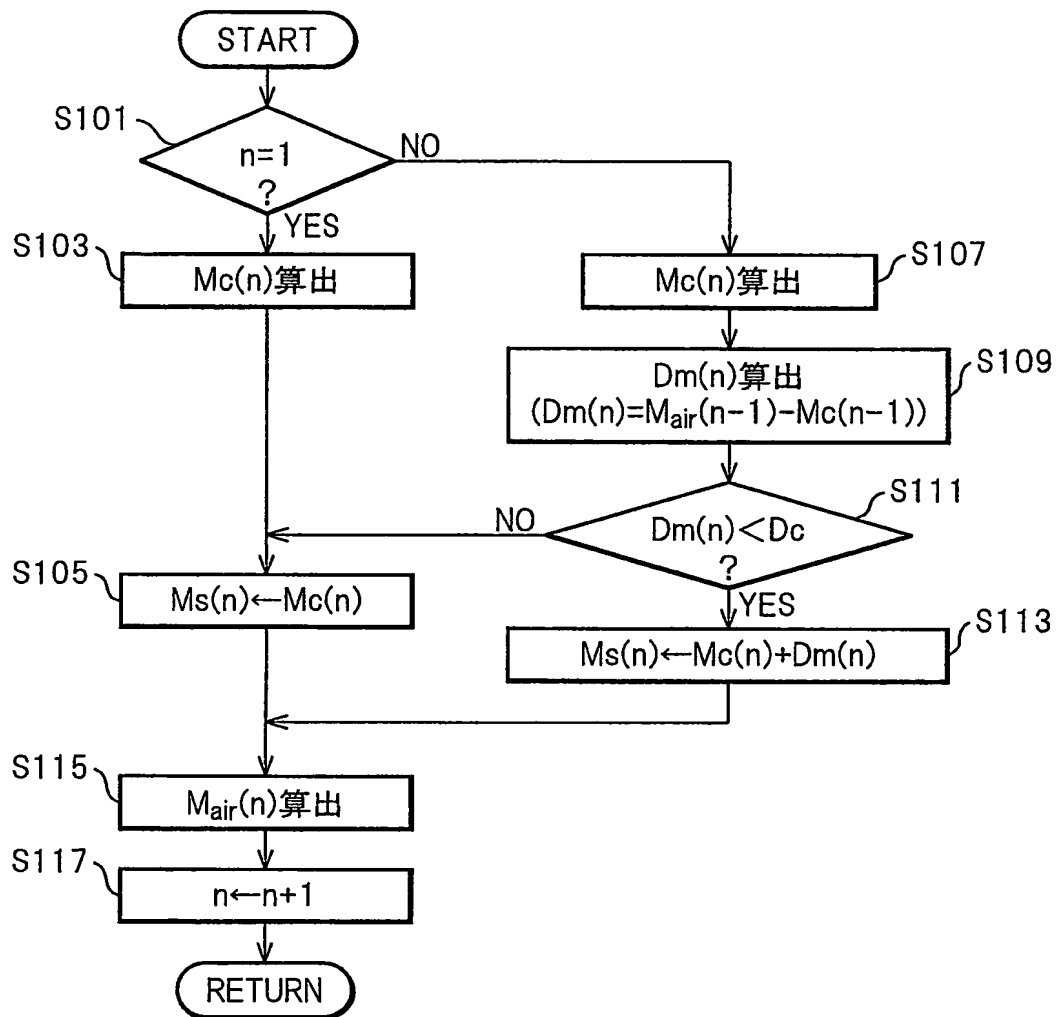 START
S101
n=1
?
NO
YES
S103
Mc(n)算出
S107
Mc(n)算出
S109
Dm(n)算出
(Dm(n)=Mair(n-1)-Mc(n-1))
S111
Dm(n)<Dc
?
NO
YES
S105
Ms(n)←Mc(n)
S113
Ms(n)←Mc(n)+Dm(n)
S115
Mair(n)算出
S117
n←n+1
RETURN